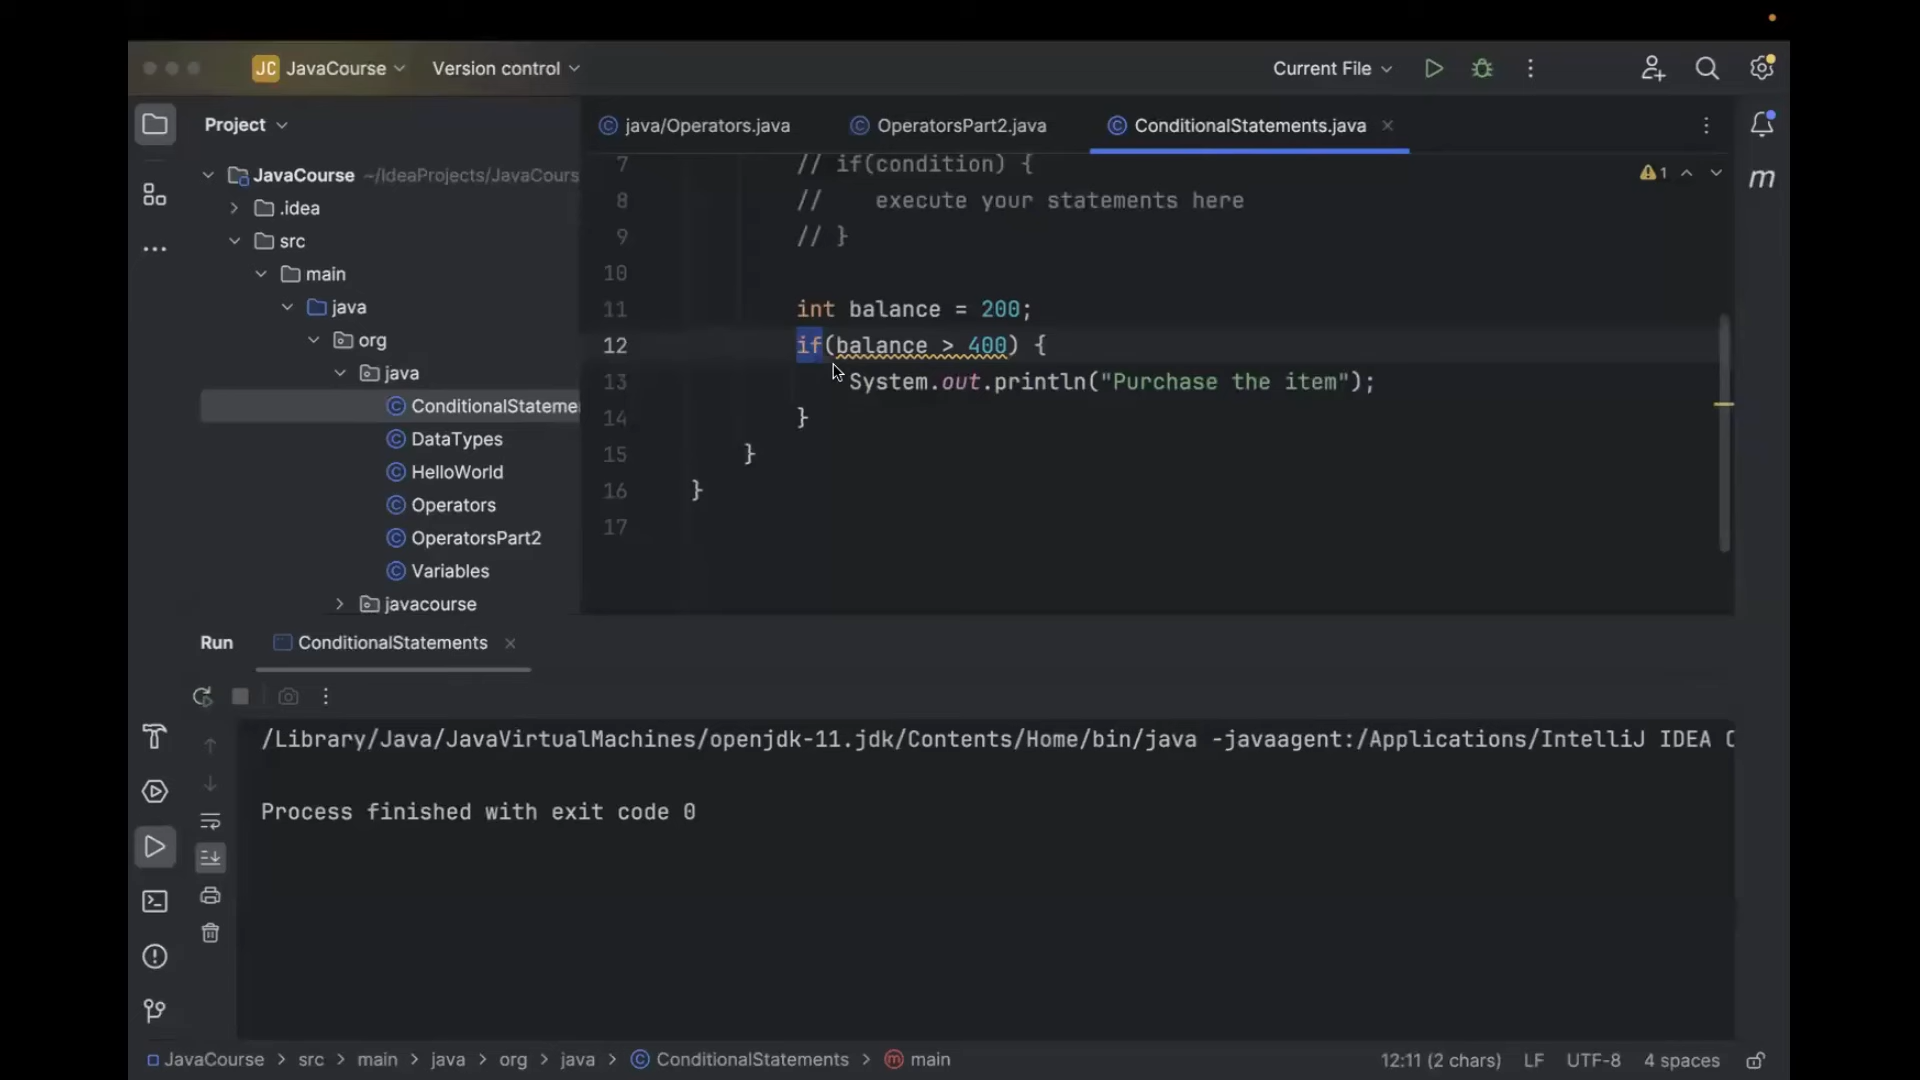 JC JavaCourse Version control Current File
Project
java/Operators.java OperatorsPart2.java ConditionalStatements.java
JavaCourse ~/IdeaProjects/JavaCours
.idea
src
main
java
org
java
ConditionalStateme
DataTypes
HelloWorld
Operators
OperatorsPart2
Variables
javacourse
7 // if(condition) {
8 // execute your statements here
9 // }
10
11 int balance = 200;
12 if(balance > 400) {
13 System.out.println("Purchase the item");
14 }
15 }
16 }
17
1
m
Run ConditionalStatements
/Library/Java/JavaVirtualMachines/openjdk-11.jdk/Contents/Home/bin/java -javaagent:/Applications/IntelliJ IDEA C
Process finished with exit code 0
JavaCourse > src > main > java > org > java > ConditionalStatements > m main 12:11 (2 chars) LF UTF-8 4 spaces